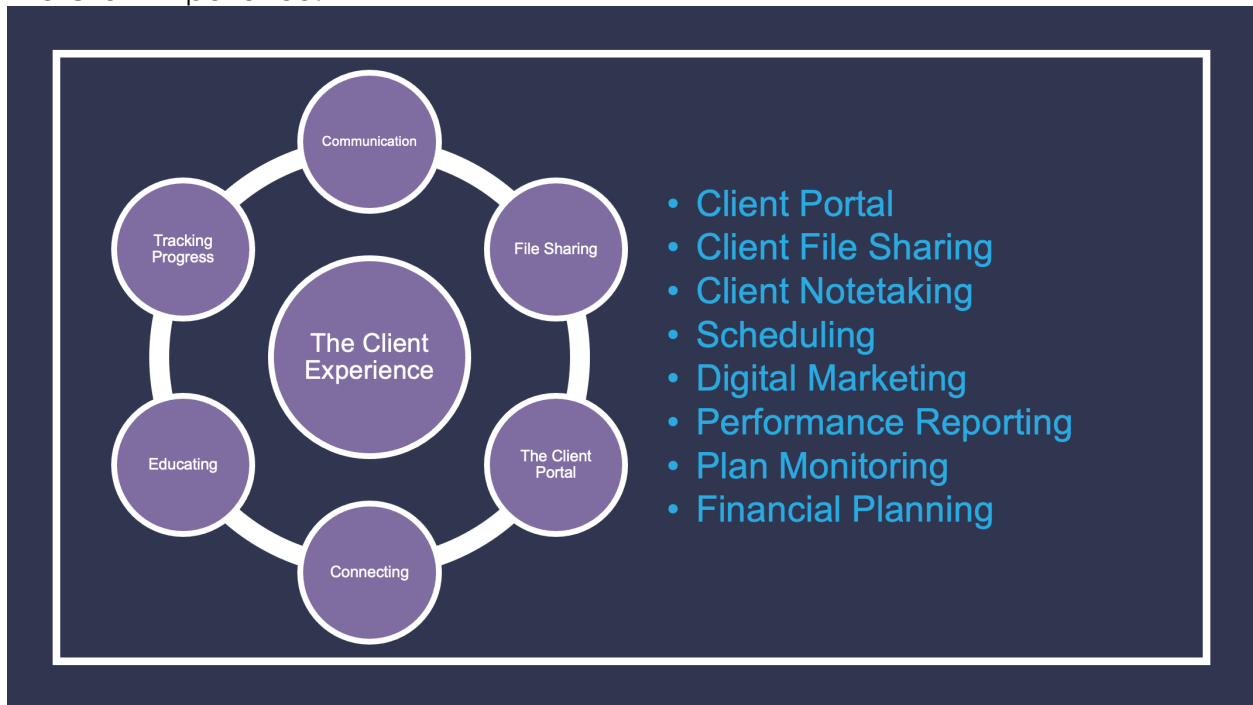 Communication
File Sharing
The Client
Portal
Connecting
Educating
Tracking
Progress
The Client
Experience
• Client Portal
• Client File Sharing
• Client Notetaking
• Scheduling
• Digital Marketing
• Performance Reporting
• Plan Monitoring
• Financial Planning